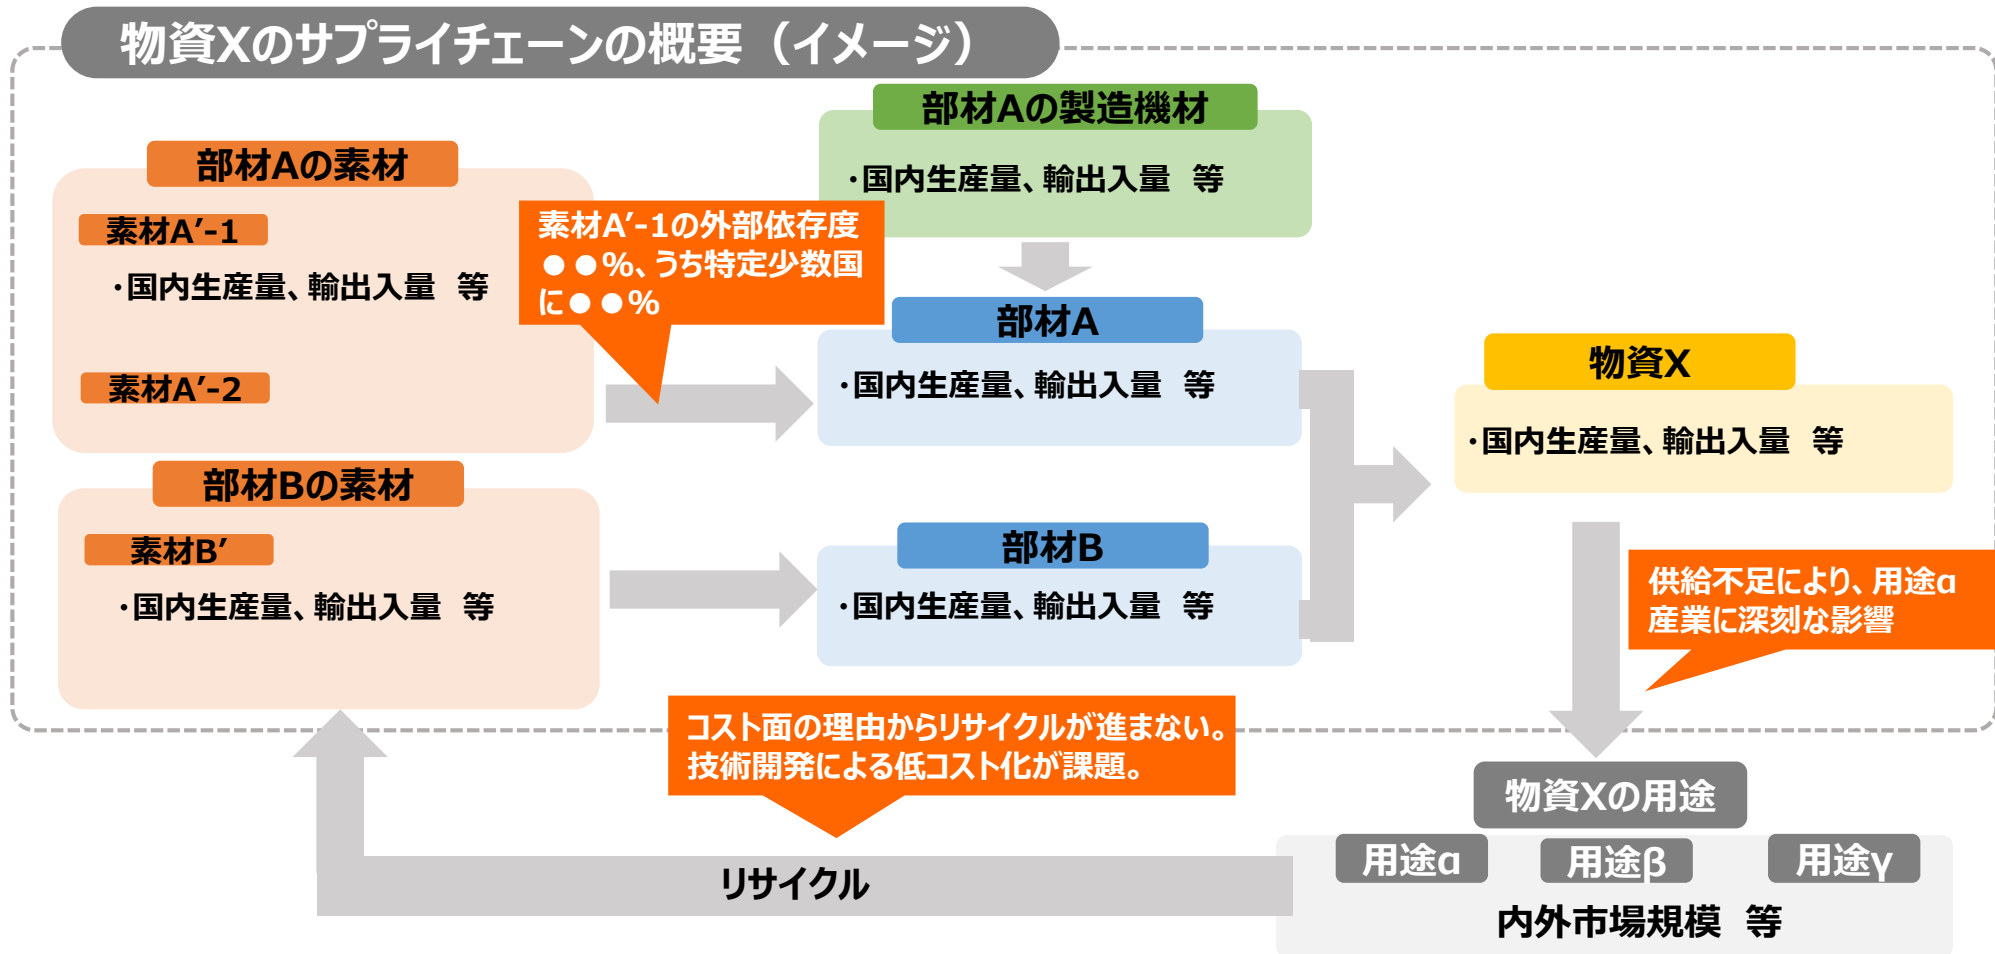 物資Xのサプライチェーンの概要（イメージ）
部材Aの製造機材
・国内生産量、輸出入量　等
部材Aの素材
素材A′-1
・国内生産量、輸出入量　等
素材A′-2
素材A′-1の外部依存度
●●％、うち特定少数国
に●●％
部材A
・国内生産量、輸出入量　等
物資X
・国内生産量、輸出入量　等
部材Bの素材
素材B′
・国内生産量、輸出入量　等
部材B
・国内生産量、輸出入量　等
供給不足により、用途α
産業に深刻な影響
コスト面の理由からリサイクルが進まない。
技術開発による低コスト化が課題。
物資Xの用途
用途α
用途β
用途γ
内外市場規模　等
リサイクル